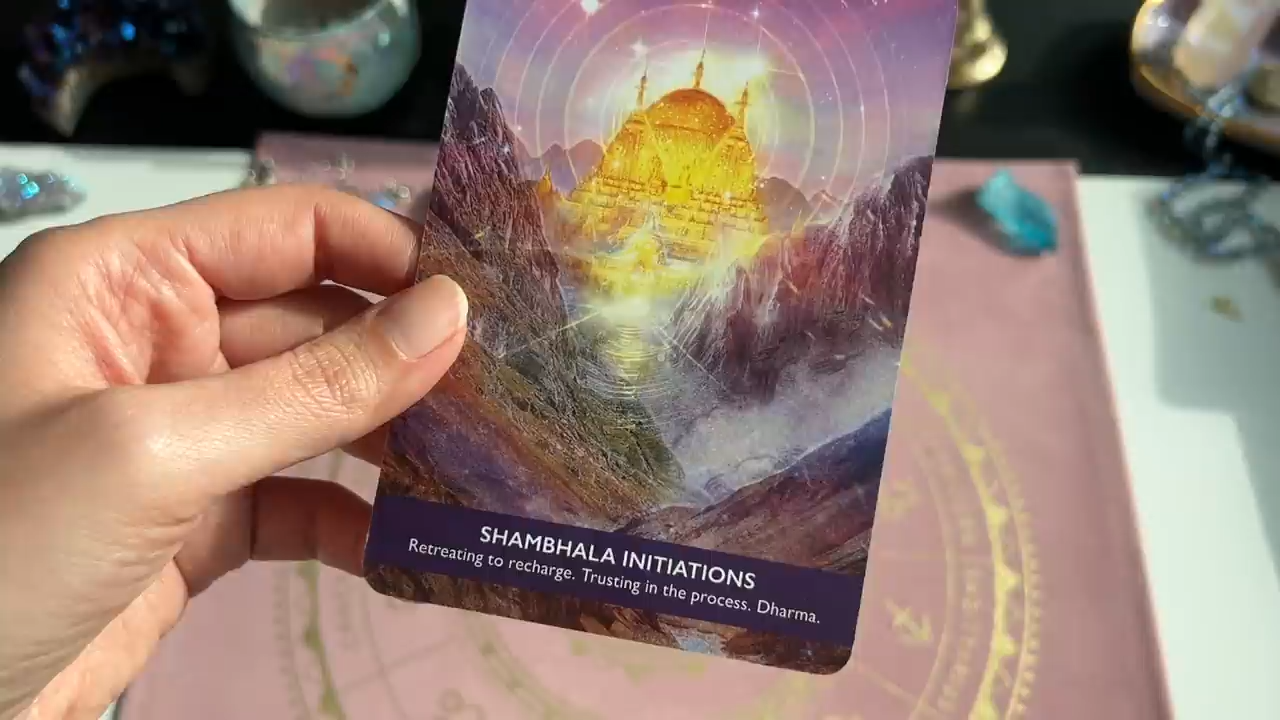 SHAMBHALA INITIATIONS
Retreating to recharge. Trusting in the process. Dharma.